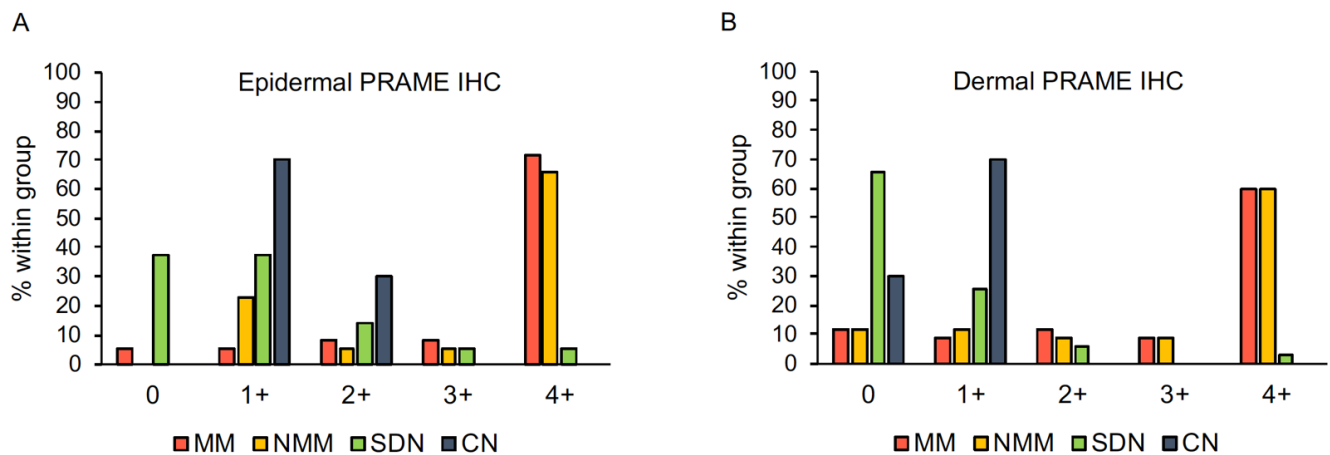 A
Epidermal PRAME IHC
% within group
100
90
80
70
60
50
40
30
20
10
0
0 1+ 2+ 3+ 4+
MM NMM SDN CN
B
Dermal PRAME IHC
% within group
100
90
80
70
60
50
40
30
20
10
0
0 1+ 2+ 3+ 4+
MM NMM SDN CN